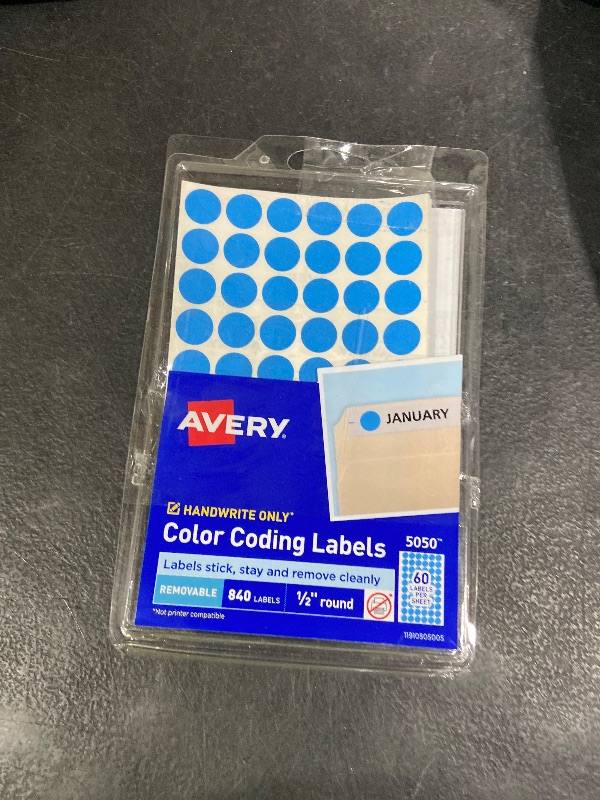 JANUARY
AVERY®
HANDWRITE ONLY*
Color Coding Labels
5050™
Labels stick, stay and remove cleanly
REMOVABLE 840 LABELS 1/2" round
60
LABELS
PER
SHEET
*Not printer compatible